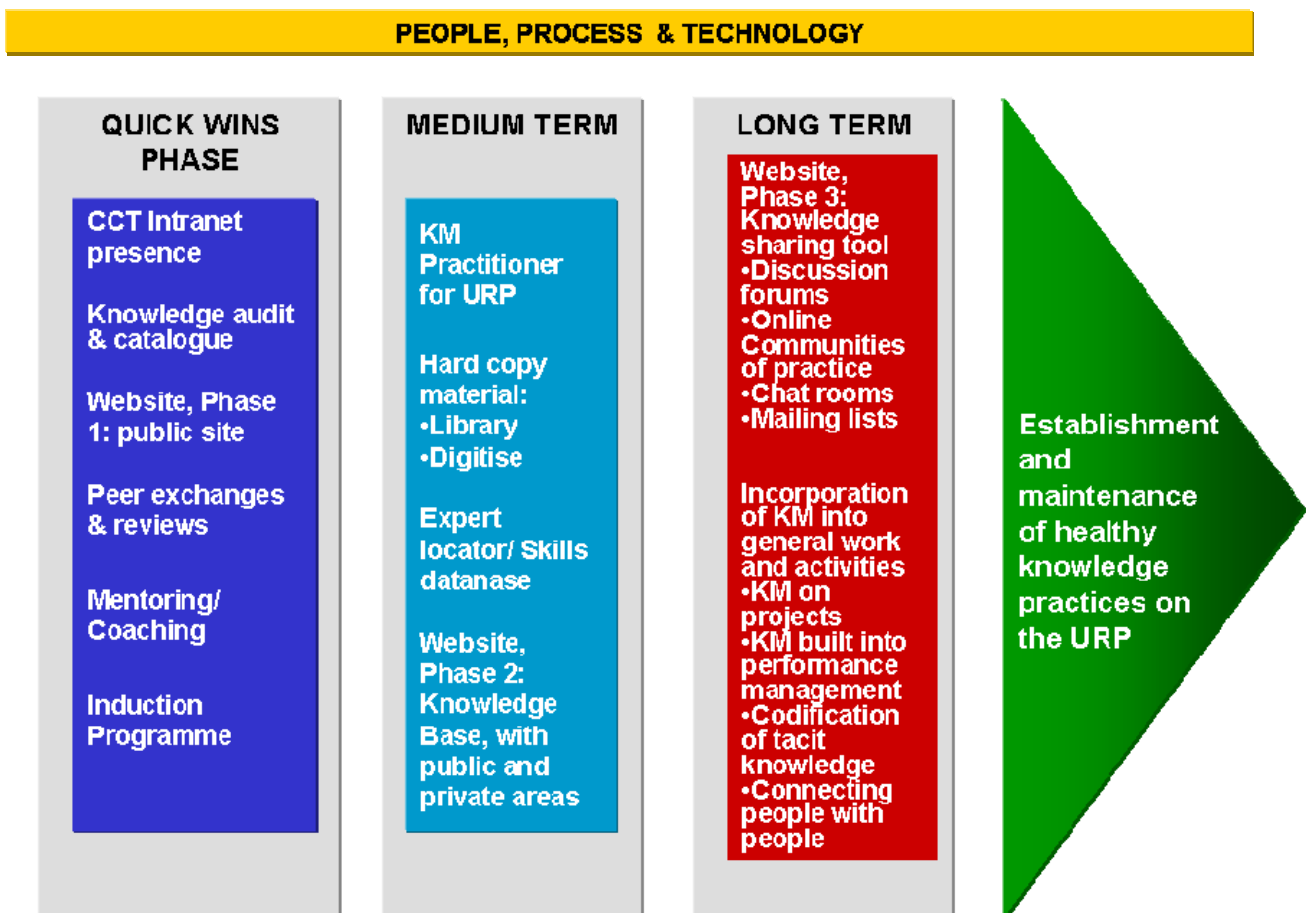 PEOPLE, PROCESS & TECHNOLOGY
QUICK WINS
PHASE
CCT Intranet
presence
Knowledge audit
& catalogue
Website, Phase
1: public site
Peer exchanges
& reviews
Mentoring/
Coaching
Induction
Programme
MEDIUM TERM
KM
Practitioner
for URP
Hard copy
material:
•Library
•Digitise
Expert
locator/ Skills
datanase
Website,
Phase 2:
Knowledge
Base, with
public and
private areas
LONG TERM
Website,
Phase 3:
Knowledge
sharing tool
•Discussion
forums
•Online
Communities
of practice
•Chat rooms
•Mailing lists
Incorporation
of KM into
general work
and activities
•KM on
projects
•KM built into
performance
management
•Codification
of tacit
knowledge
•Connecting
people with
people
Establishment
and
maintenance
of healthy
knowledge
practices on
the URP